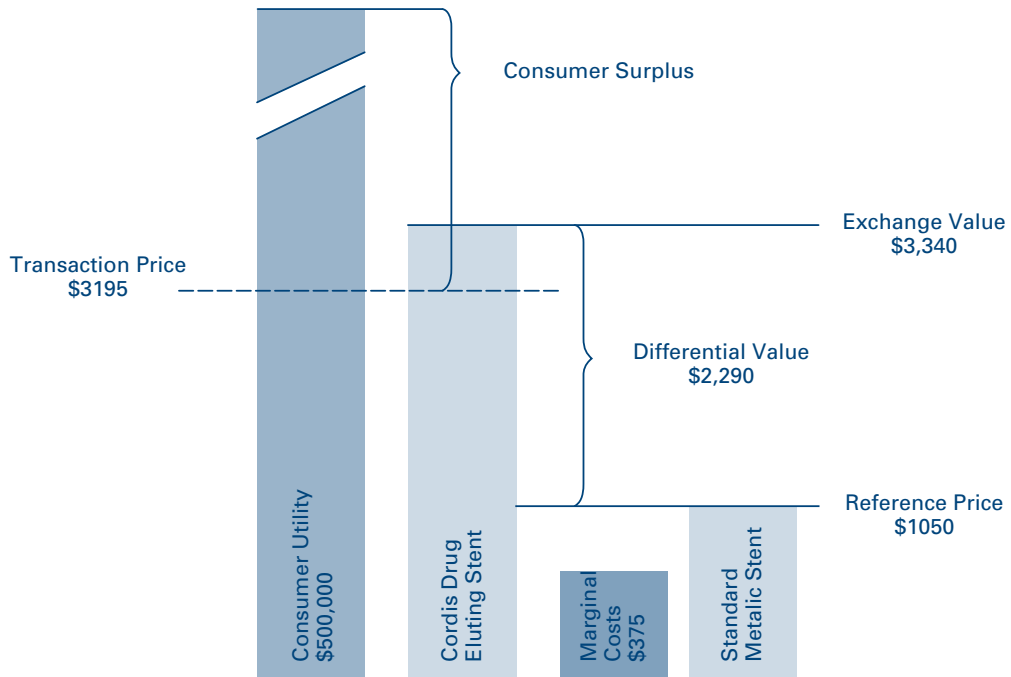 Consumer Surplus
Exchange Value
$3,340
Transaction Price
$3195
Differential Value
$2,290
Reference Price
$1050
Consumer Utility
$500,000
Cordis Drug
Eluting Stent
Marginal
Costs
$375
Standard
Metalic Stent